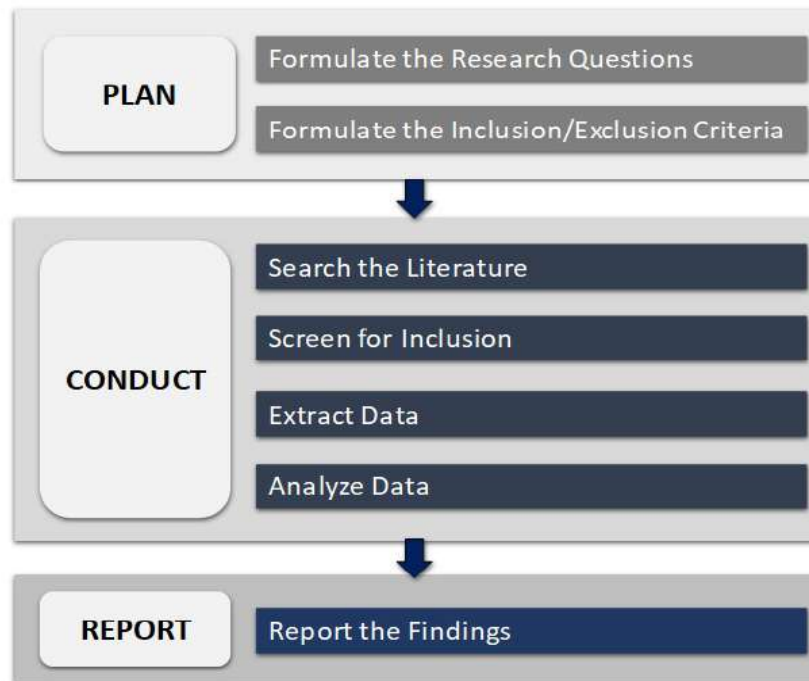 PLAN
Formulate the Research Questions
Formulate the Inclusion/Exclusion Criteria
CONDUCT
Search the Literature
Screen for Inclusion
Extract Data
Analyze Data
REPORT
Report the Findings